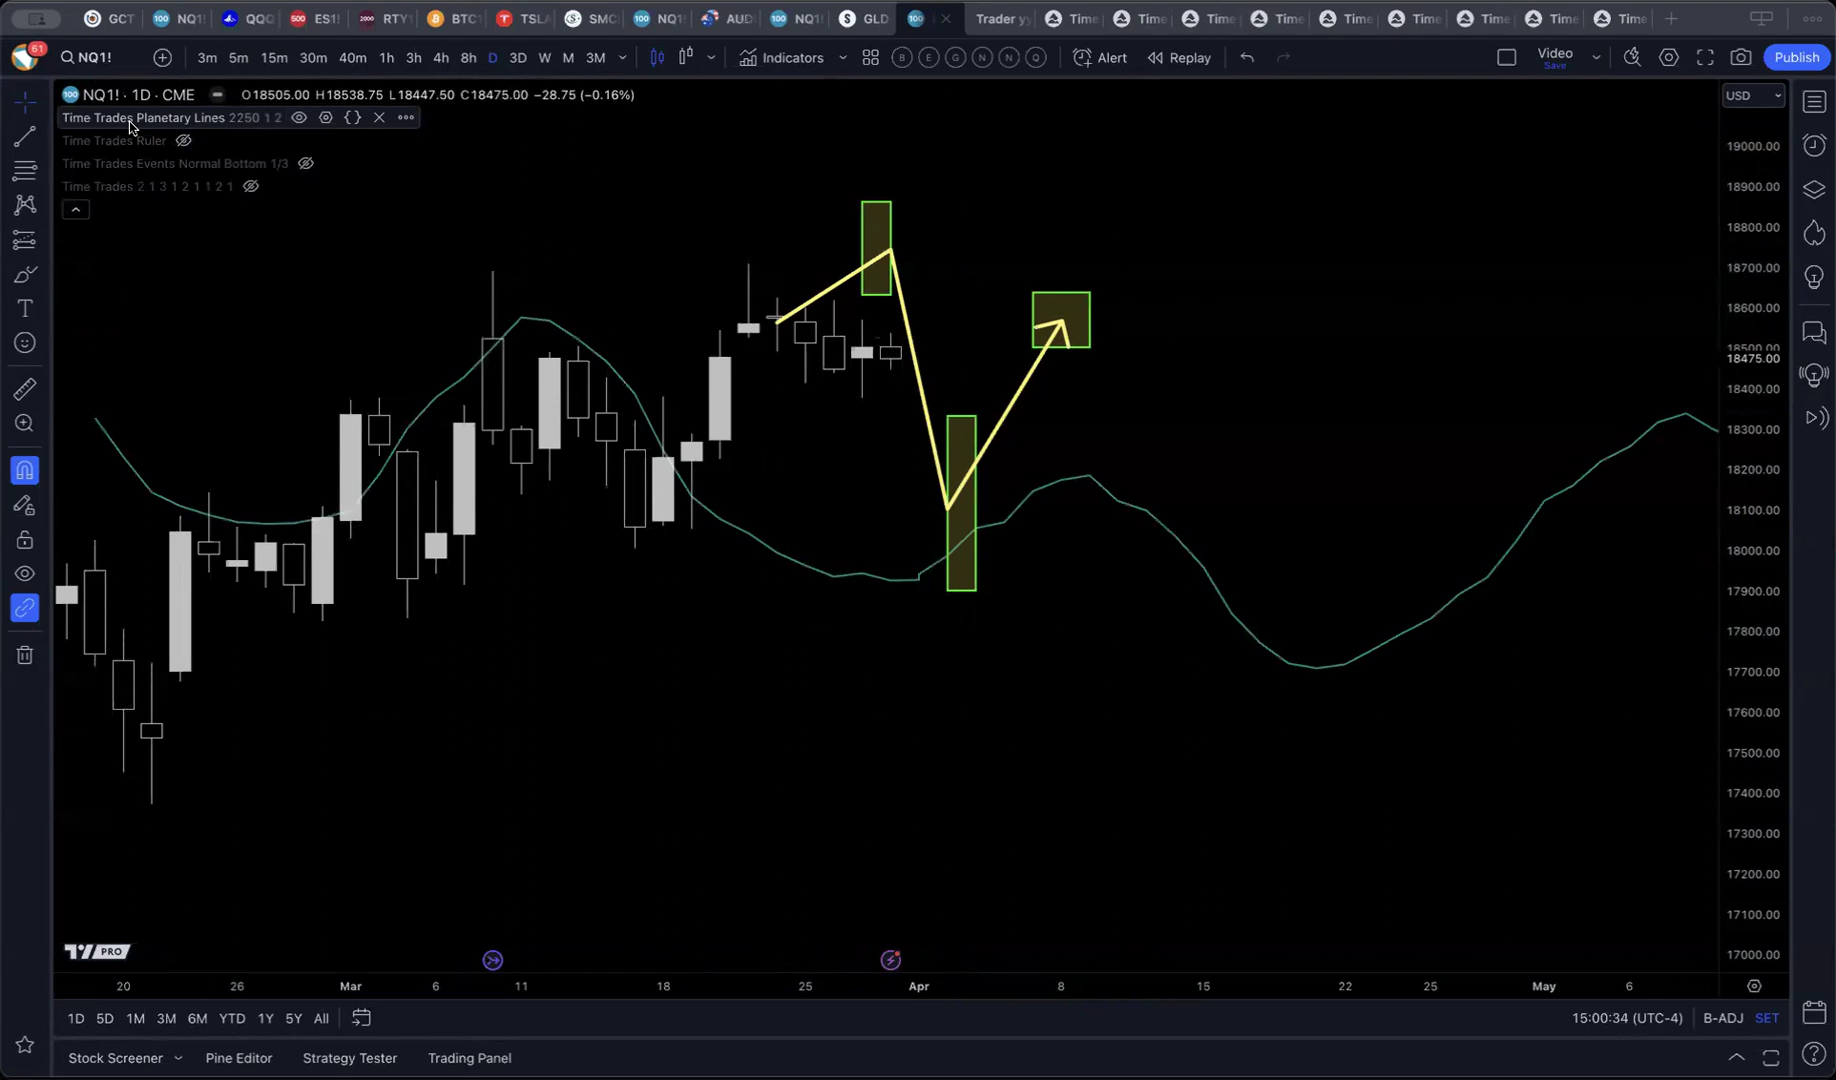 GCT NQ1! QQQ ES1! RTY BTC TSLA SMC NQ1! AUD NQ1! GLD Trader Time Time Time Time Time Time Time Time Time
61 NQ1! 3m 5m 15m 30m 40m 1h 3h 4h 8h D 3D W M 3M Indicators B E G N N Q Alert Replay Video Save Publish
NQ1! · 1D · CME O18505.00 H18538.75 L18447.50 C18475.00 −28.75 (−0.16%) USD
Time Trades Planetary Lines 2250 1 2
Time Trades Ruler
Time Trades Events Normal Bottom 1/3
Time Trades 2 1 3 1 2 1 1 2 1
19000.00
18900.00
18800.00
18700.00
18600.00
18500.00
18475.00
18400.00
18300.00
18200.00
18100.00
18000.00
17900.00
17800.00
17700.00
17600.00
17500.00
17400.00
17300.00
17200.00
17100.00
17000.00
PRO
20 26 Mar 6 11 18 25 Apr 8 15 22 25 May 6
1D 5D 1M 3M 6M YTD 1Y 5Y All 15:00:34 (UTC-4) B-ADJ SET
Stock Screener Pine Editor Strategy Tester Trading Panel